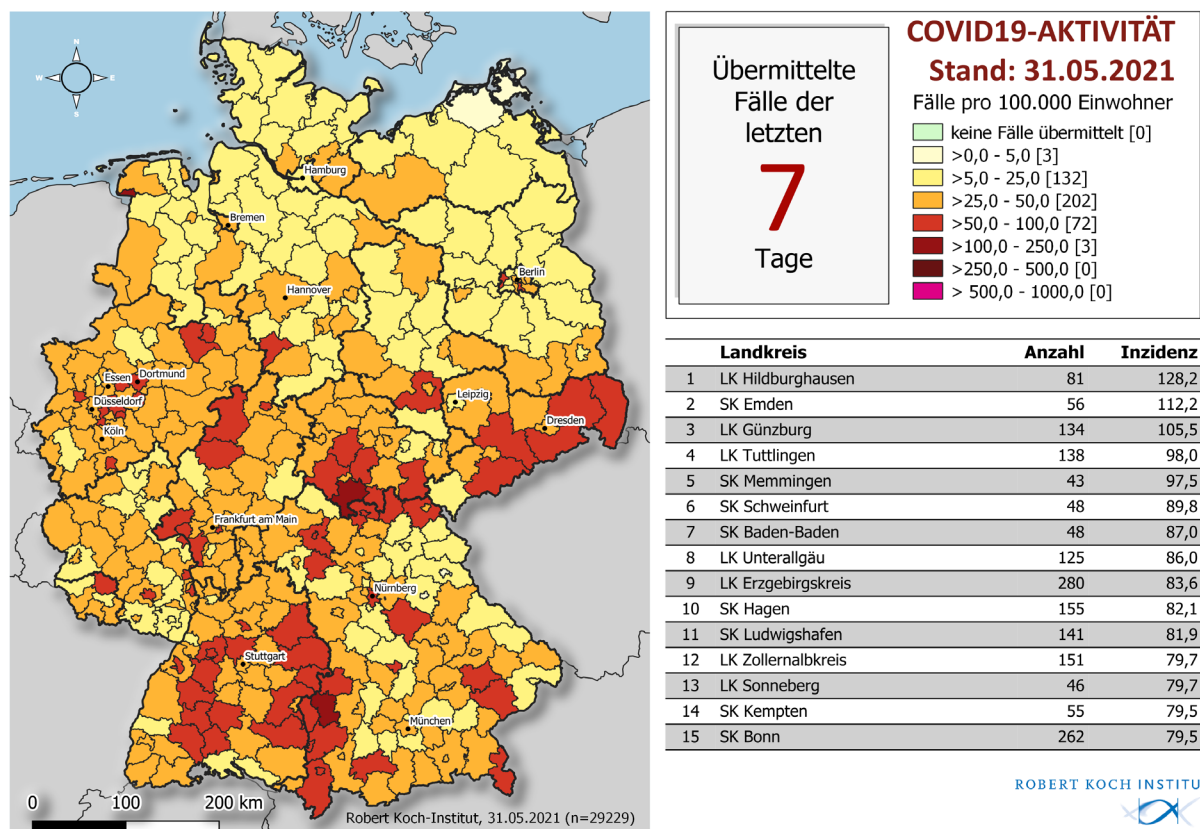 N
W
E
S
Hamburg
Bremen
Berlin
Hannover
Essen
Dortmund
Düsseldorf
Leipzig
Köln
Dresden
Frankfurt am Main
Nürnberg
Stuttgart
München
0 100 200 km
Robert Koch-Institut, 31.05.2021 (n=29229)
Übermittelte
Fälle der
letzten
7
Tage
COVID19-AKTIVITÄT
Stand: 31.05.2021
Fälle pro 100.000 Einwohner
keine Fälle übermittelt [0]
>0,0 - 5,0 [3]
>5,0 - 25,0 [132]
>25,0 - 50,0 [202]
>50,0 - 100,0 [72]
>100,0 - 250,0 [3]
>250,0 - 500,0 [0]
> 500,0 - 1000,0 [0]
Landkreis Anzahl Inzidenz
1 LK Hildburghausen 81 128,2
2 SK Emden 56 112,2
3 LK Günzburg 134 105,5
4 LK Tuttlingen 138 98,0
5 SK Memmingen 43 97,5
6 SK Schweinfurt 48 89,8
7 SK Baden-Baden 48 87,0
8 LK Unterallgäu 125 86,0
9 LK Erzgebirgskreis 280 83,6
10 SK Hagen 155 82,1
11 SK Ludwigshafen 141 81,9
12 LK Zollernalbkreis 151 79,7
13 LK Sonneberg 46 79,7
14 SK Kempten 55 79,5
15 SK Bonn 262 79,5
ROBERT KOCH INSTITU